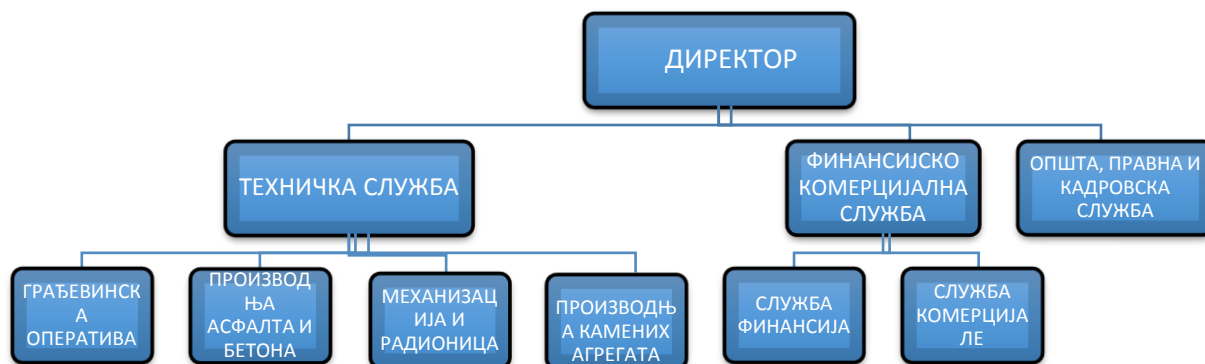 ДИРЕКТОР
ТЕХНИЧКА СЛУЖБА
ФИНАНСИЈСКО
КОМЕРЦИЈАЛНА
СЛУЖБА
ОПШТА, ПРАВНА И
КАДРОВСКА
СЛУЖБА
ГРАЂЕВИНСК
А
ОПЕРАТИВА
ПРОИЗВОД
ЊА
АСФАЛТА И
БЕТОНА
МЕХАНИЗАЦ
ИЈА И
РАДИОНИЦА
ПРОИЗВОДЊ
А КАМЕНИХ
АГРЕГАТА
СЛУЖБА
ФИНАНСИЈА
СЛУЖБА
КОМЕРЦИЈА
ЛЕ